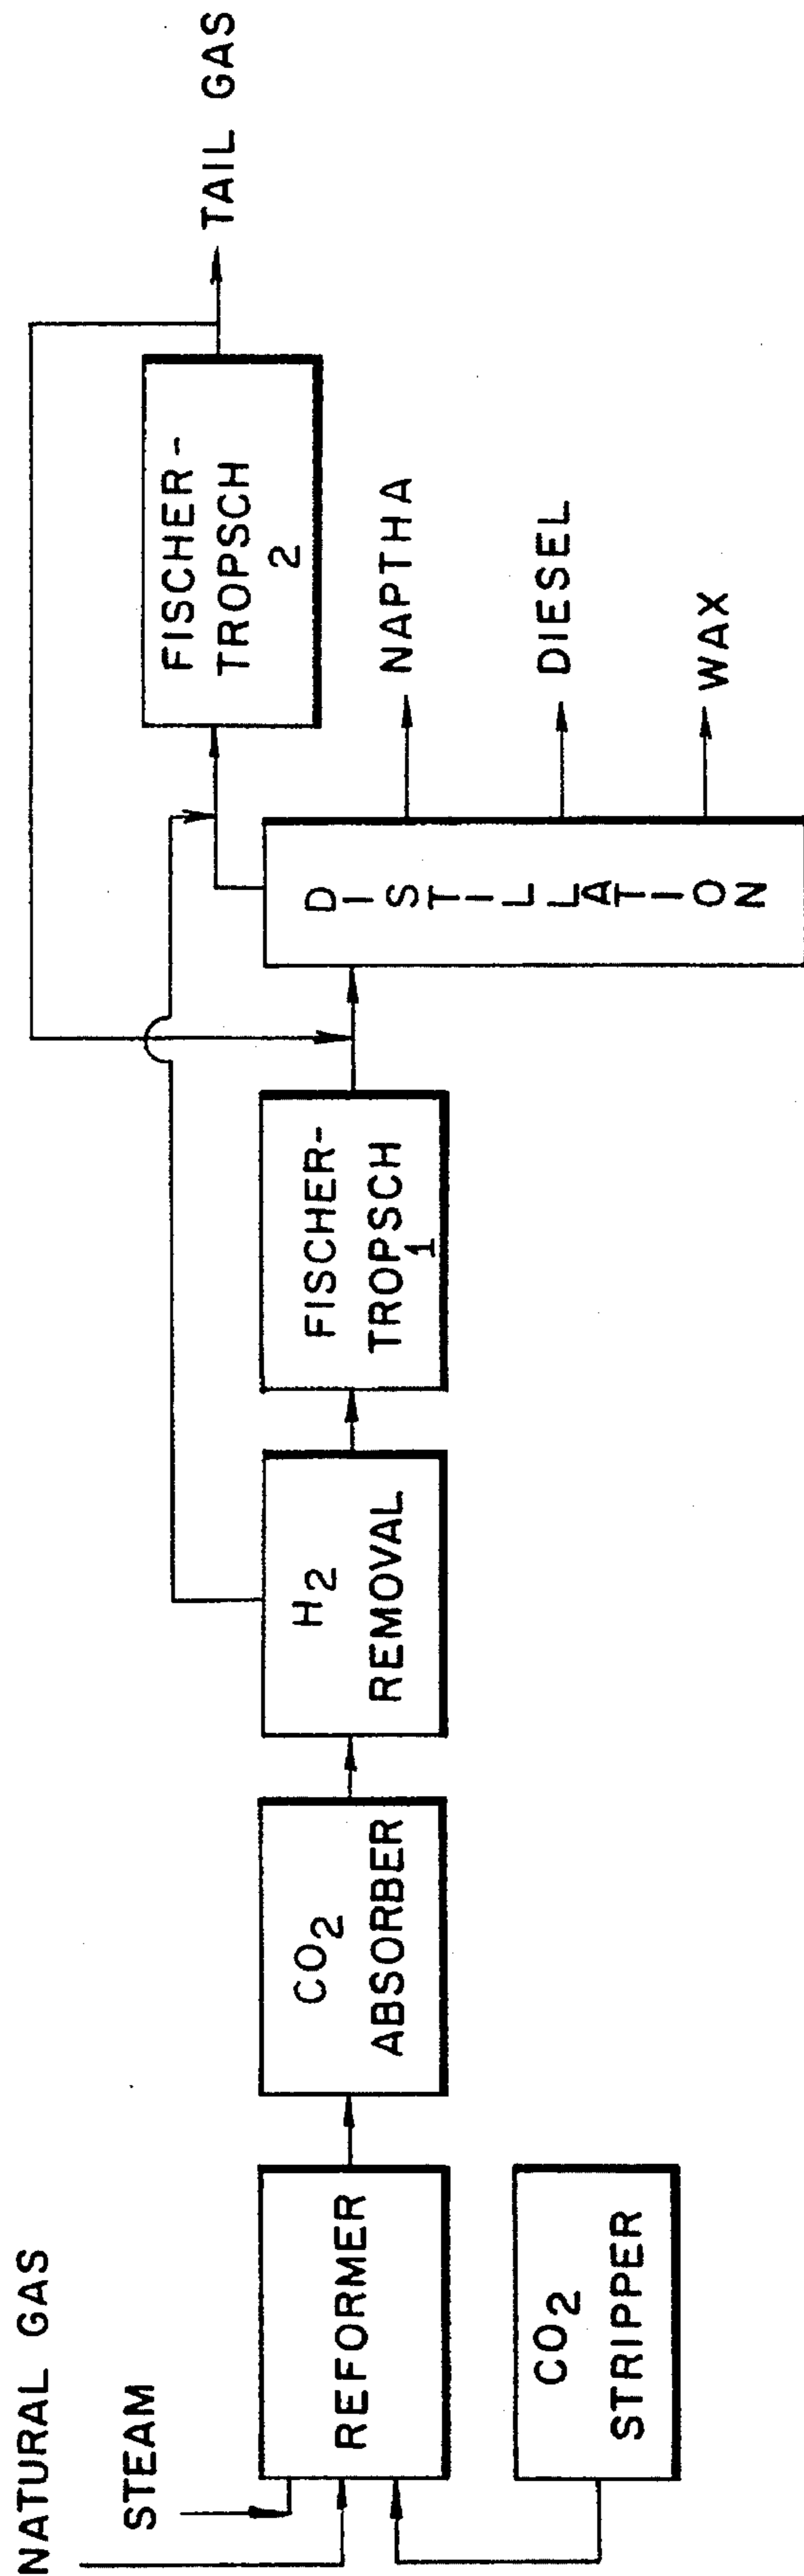 NATURAL GAS
STEAM
REFORMER
CO2
STRIPPER
CO2
ABSORBER
H2
REMOVAL
FISCHER-
TROPSCH
1
DISTILLATION
FISCHER-
TROPSCH
2
TAIL GAS
NAPTHA
DIESEL
WAX